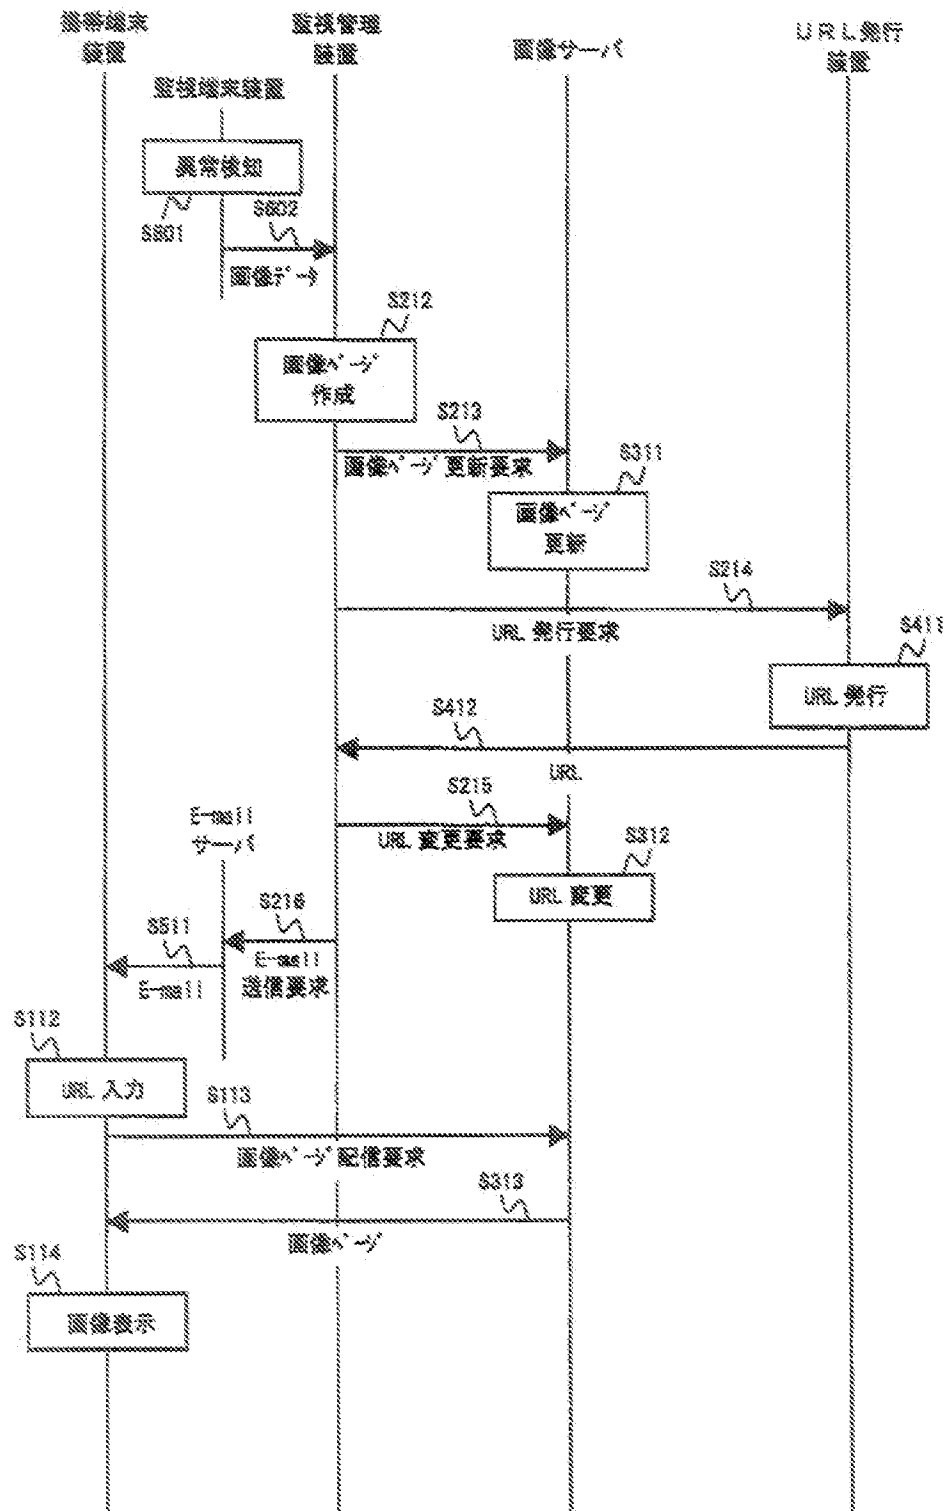 携帯端末
装置
監視管理
装置
画像サーバ
URL発行
装置
監視端末装置
異常検知
S601
S602
画像データ
S212
画像ページ
作成
S213
画像ページ更新要求
S311
画像ページ
更新
S214
URL発行要求
S411
URL発行
S412
URL
S215
URL変更要求
S312
URL変更
E-mail
サーバ
S216
E-mail
送信要求
S511
E-mail
S112
URL入力
S113
画像ページ配信要求
S313
画像ページ
S114
画像表示